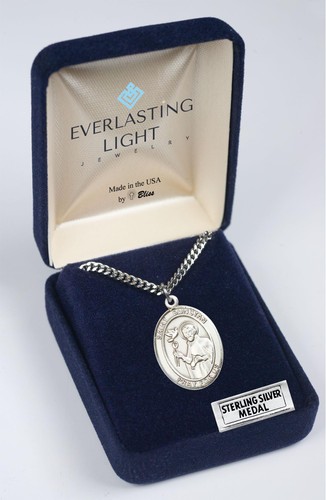 EVERLASTING
LIGHT
JEWELRY
Made in the USA
by Bliss
STERLING SILVER
MEDAL